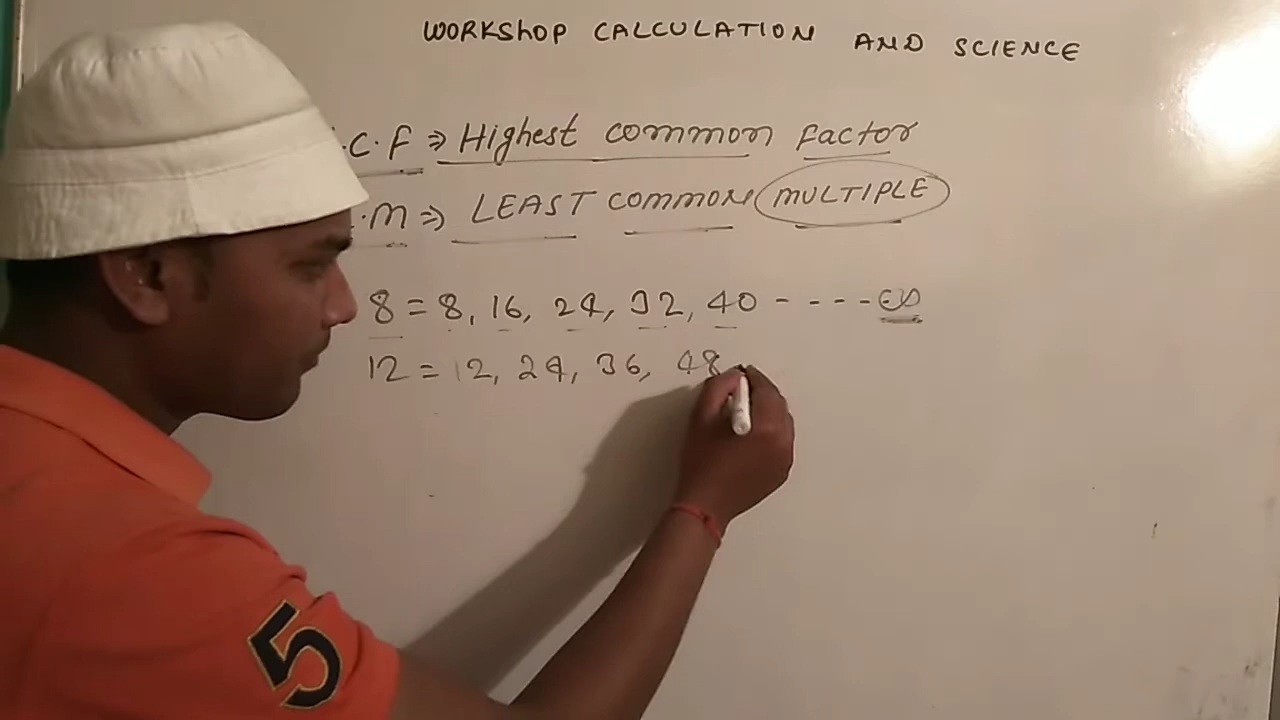 WORKSHOP CALCULATION AND SCIENCE
.C.F ⇒ Highest common factor
.M ⇒ LEAST common MULTIPLE
8 = 8, 16, 24, 32, 40 - - - - ∞
12 = 12, 24, 36, 48
5